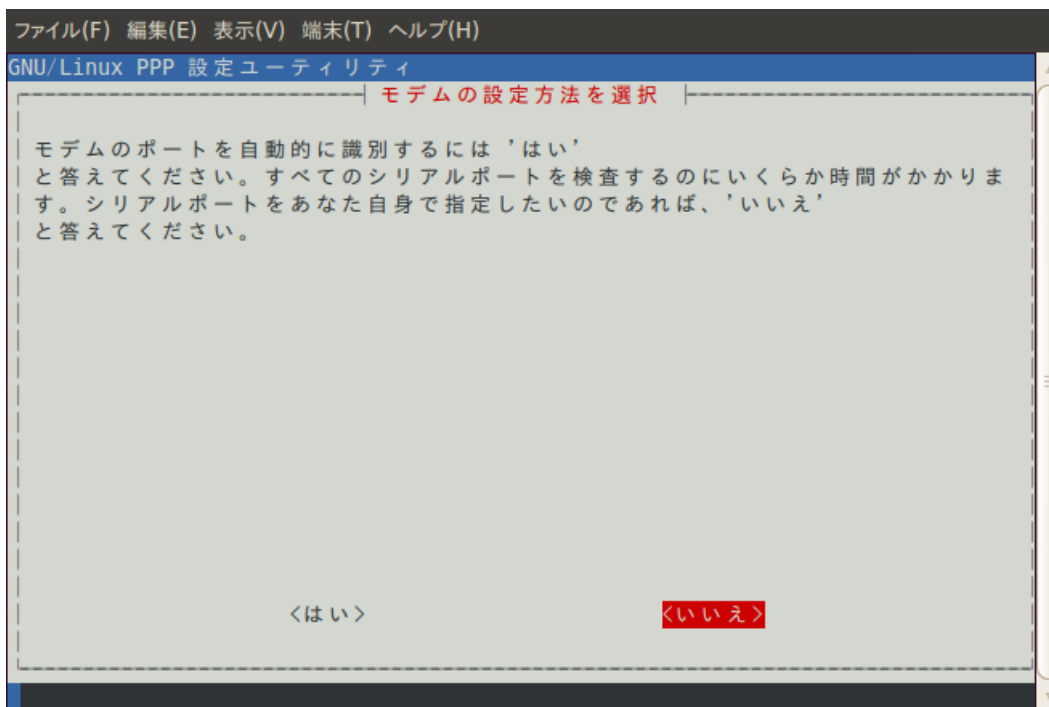 ファイル(F) 編集(E) 表示(V) 端末(T) ヘルプ(H)
GNU/Linux PPP 設定ユーティリティ
モデムの設定方法を選択
モデムのポートを自動的に識別するには 'はい'
と答えてください。すべてのシリアルポートを検査するのにいくらか時間がかかりま
す。シリアルポートをあなた自身で指定したいのであれば、'いいえ'
と答えてください。
<はい> <いいえ>